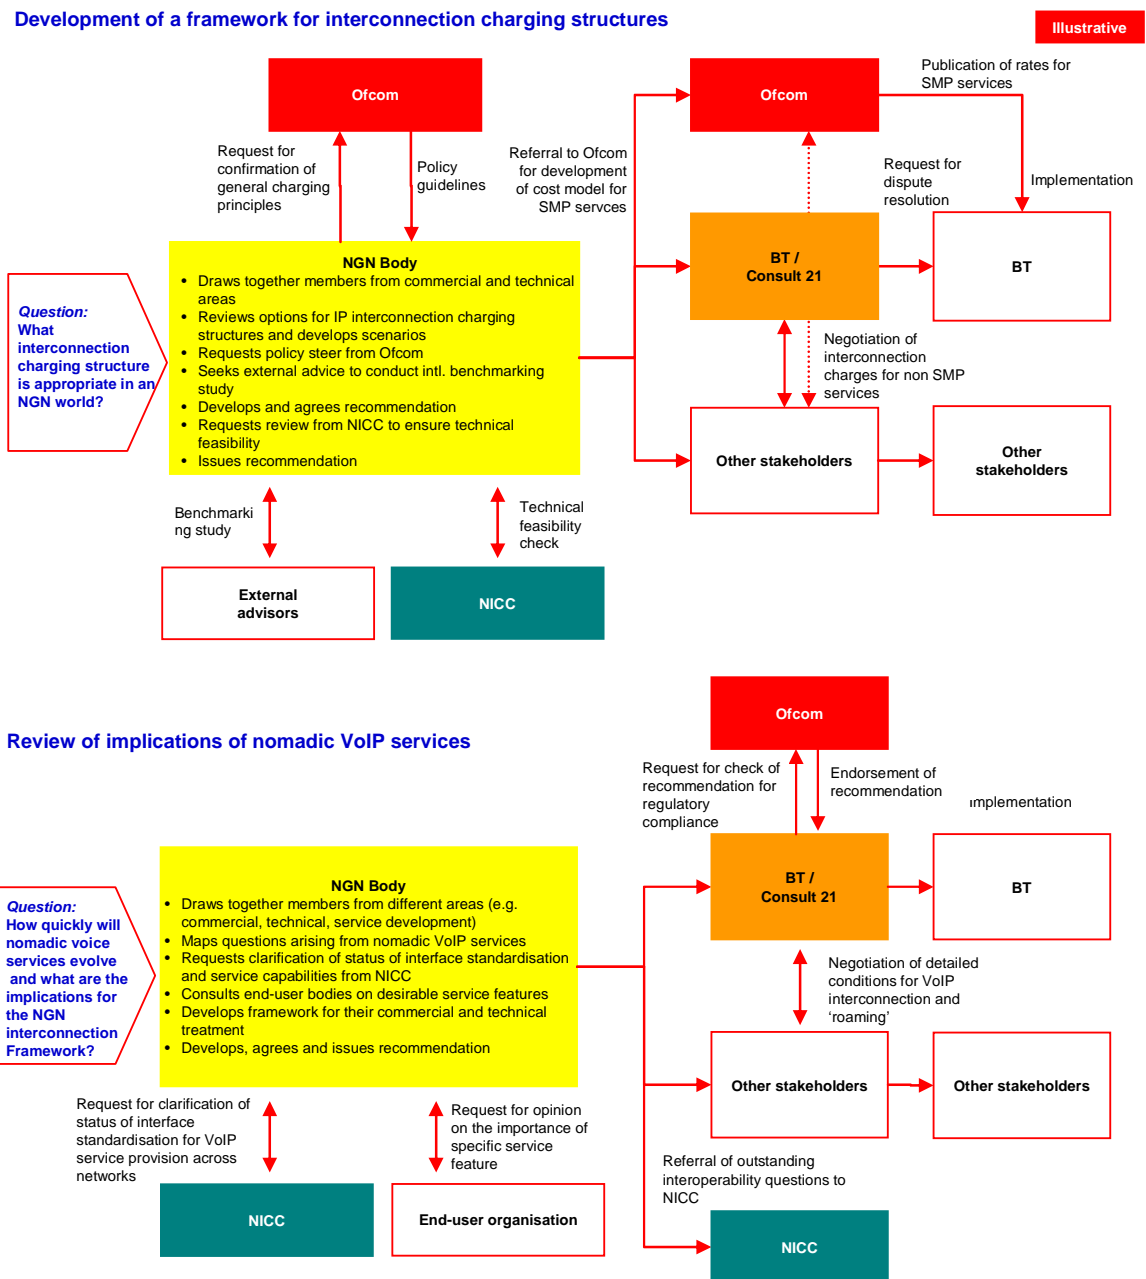 Development of a framework for interconnection charging structures
Illustrative
Ofcom
Request for
confirmation of
general charging
principles
Policy
guidelines
Referral to Ofcom
for development
of cost model for
SMP servces
Ofcom
Publication of rates for
SMP services
Request for
dispute
resolution
Implementation
NGN Body
• Draws together members from commercial and technical
areas
• Reviews options for IP interconnection charging
structures and develops scenarios
• Requests policy steer from Ofcom
• Seeks external advice to conduct intl. benchmarking
study
• Develops and agrees recommendation
• Requests review from NICC to ensure technical
feasibility
• Issues recommendation
Question:
What
interconnection
charging structure
is appropriate in an
NGN world?
BT /
Consult 21
BT
Negotiation of
interconnection
charges for non SMP
services
Other stakeholders
Other
stakeholders
Benchmarki
ng study
Technical
feasibility
check
External
advisors
NICC
Review of implications of nomadic VoIP services
Ofcom
Request for check of
recommendation for
regulatory
compliance
Endorsement of
recommendation
Implementation
NGN Body
• Draws together members from different areas (e.g.
commercial, technical, service development)
• Maps questions arising from nomadic VoIP services
• Requests clarification of status of interface standardisation
and service capabilities from NICC
• Consults end-user bodies on desirable service features
• Develops framework for their commercial and technical
treatment
• Develops, agrees and issues recommendation
Question:
How quickly will
nomadic voice
services evolve
and what are the
implications for
the NGN
interconnection
Framework?
BT /
Consult 21
BT
Negotiation of detailed
conditions for VoIP
interconnection and
‘roaming’
Other stakeholders
Other stakeholders
Request for clarification of
status of interface
standardisation for VoIP
service provision across
networks
Request for opinion
on the importance of
specific service
feature
Referral of outstanding
interoperability questions to
NICC
NICC
End-user organisation
NICC